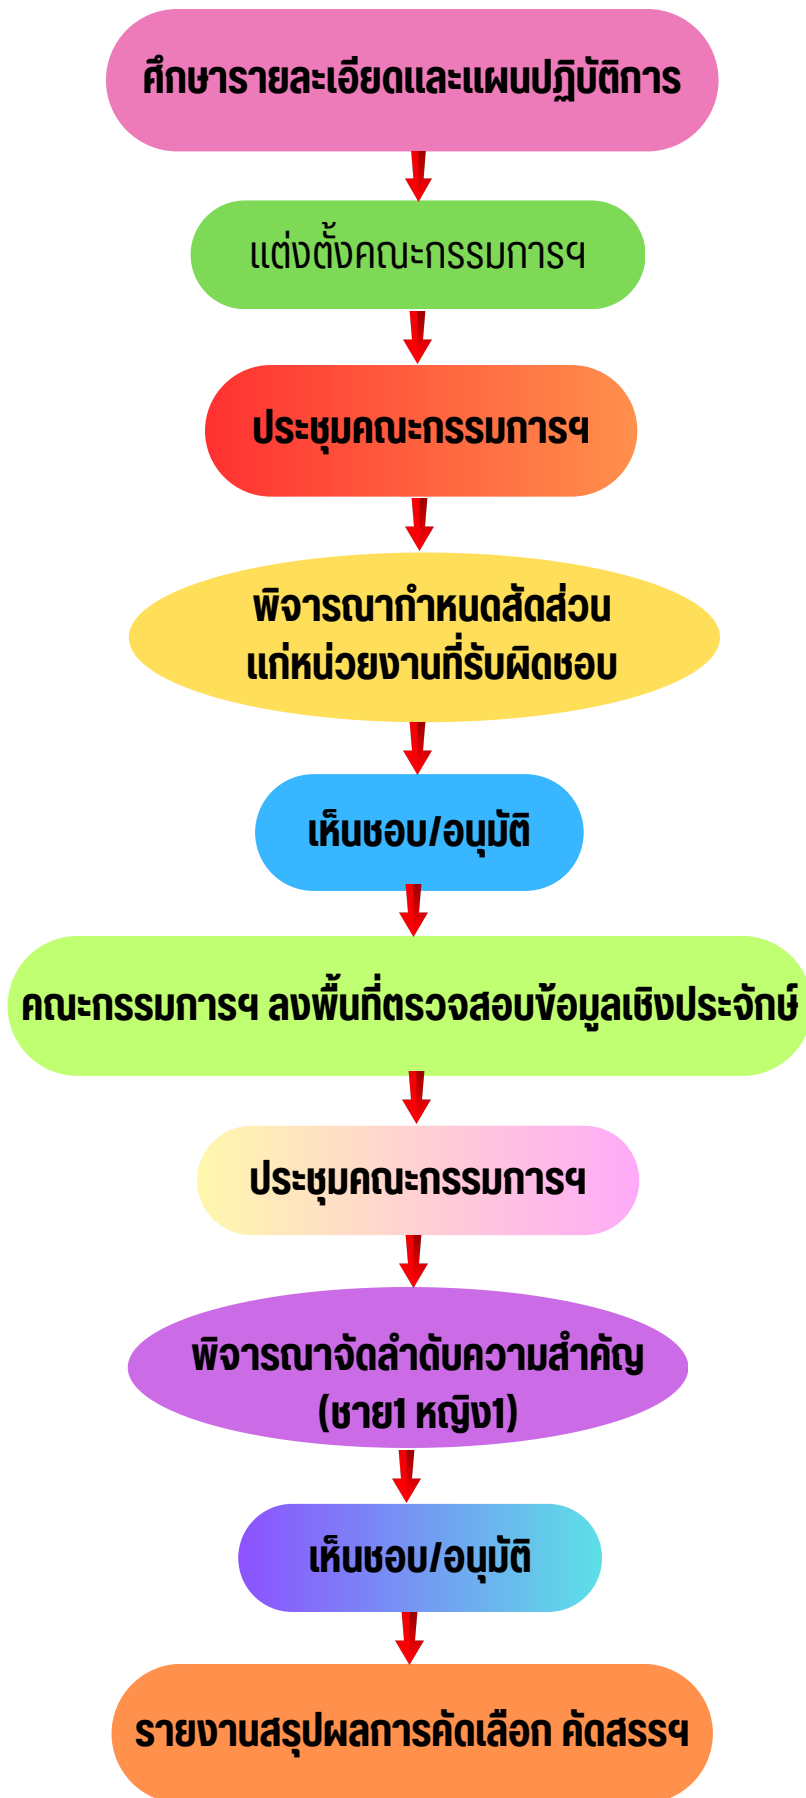 ศึกษารายละเอียดและแผนปฏิบัติการ
แต่งตั้งคณะกรรมการฯ
ประชุมคณะกรรมการฯ
พิจารณากำหนดสัดส่วน
แก่หน่วยงานที่รับผิดชอบ
เห็นชอบ/อนุมัติ
คณะกรรมการฯ ลงพื้นที่ตรวจสอบข้อมูลเชิงประจักษ์
ประชุมคณะกรรมการฯ
พิจารณาจัดลำดับความสำคัญ
(ชาย1 หญิง1)
เห็นชอบ/อนุมัติ
รายงานสรุปผลการคัดเลือก คัดสรรฯ